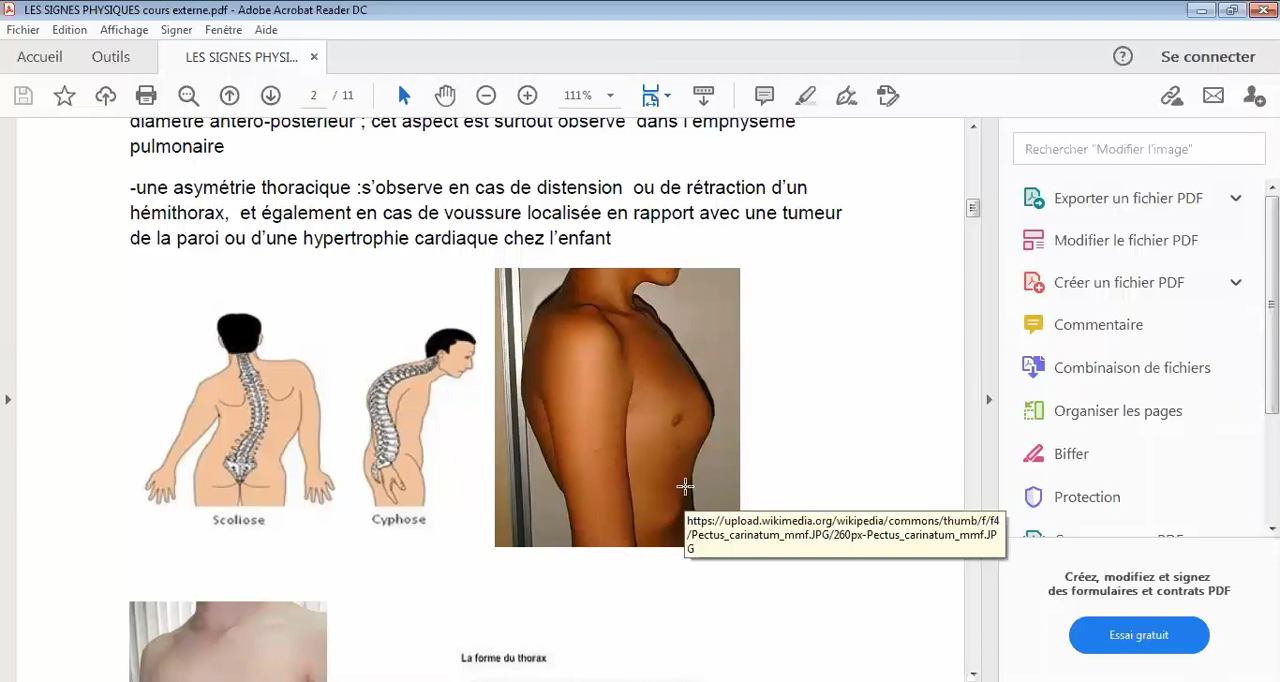 LES SIGNES PHYSIQUES cours externe.pdf - Adobe Acrobat Reader DC
Fichier Edition Affichage Signer Fenêtre Aide
Accueil Outils LES SIGNES PHYSI... × ? Se connecter
2 / 11 111%
diamètre antéro-postérieur ; cet aspect est surtout observé dans l'emphysème
pulmonaire
-une asymétrie thoracique :s'observe en cas de distension ou de rétraction d'un
hémithorax, et également en cas de voussure localisée en rapport avec une tumeur
de la paroi ou d'une hypertrophie cardiaque chez l'enfant
Scoliose Cyphose
https://upload.wikimedia.org/wikipedia/commons/thumb/f/f4
/Pectus_carinatum_mmf.JPG/260px-Pectus_carinatum_mmf.JP
G
La forme du thorax
Rechercher "Modifier l'image"
Exporter un fichier PDF
Modifier le fichier PDF
Créer un fichier PDF
Commentaire
Combinaison de fichiers
Organiser les pages
Biffer
Protection
Créez, modifiez et signez
des formulaires et contrats PDF
Essai gratuit